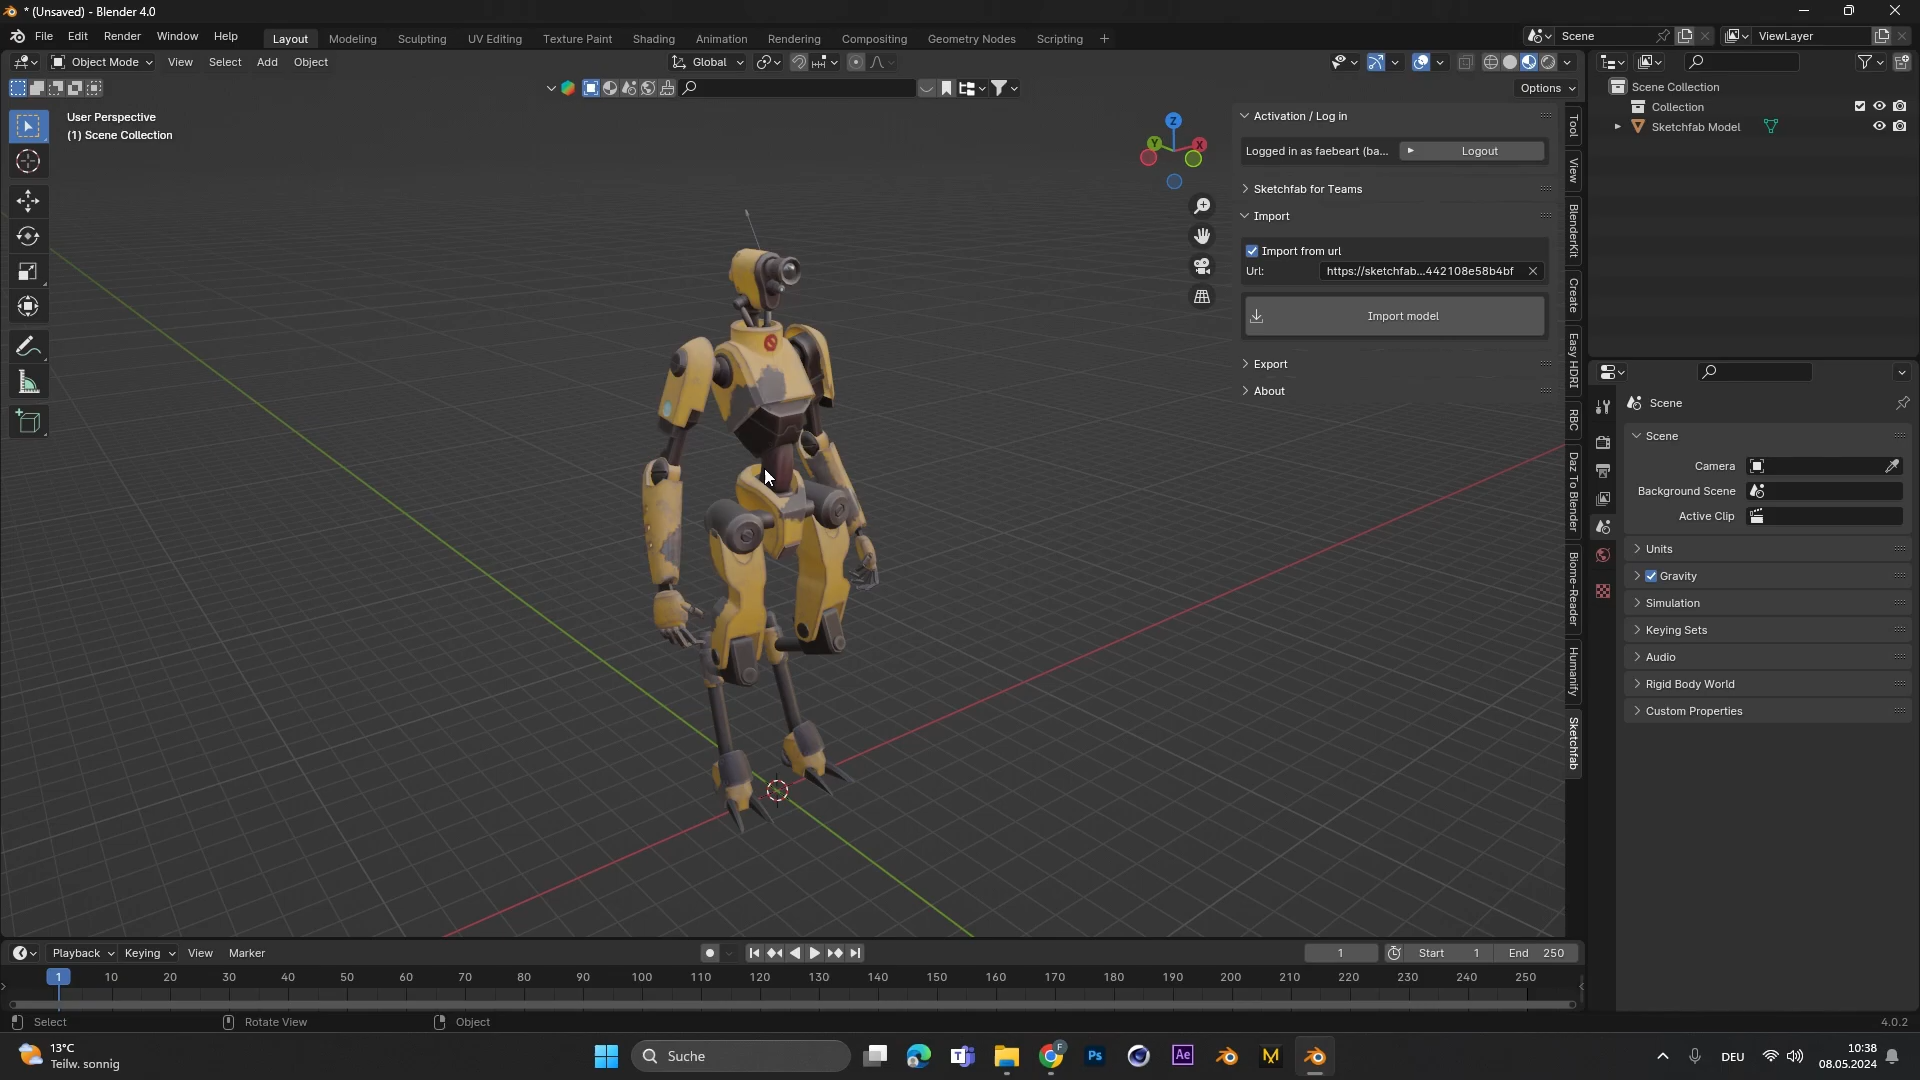 * (Unsaved) - Blender 4.0
File Edit Render Window Help
Layout Modeling Sculpting UV Editing Texture Paint Shading Animation Rendering Compositing Geometry Nodes Scripting +
Scene
ViewLayer
Object Mode View Select Add Object
Global
Options
User Perspective
(1) Scene Collection
Z
Y
X
Activation / Log in
Logged in as faebeart (ba... Logout
Sketchfab for Teams
Import
Import from url
Url: https://sketchfab...442108e58b4bf
Import model
Export
About
Tool
View
BlenderKit
Create
Easy HDRI
RBC
Daz To Blender
Biome-Reader
Humanify
Sketchfab
Scene Collection
Collection
Sketchfab Model
Scene
Scene
Camera
Background Scene
Active Clip
Units
Gravity
Simulation
Keying Sets
Audio
Rigid Body World
Custom Properties
Playback Keying View Marker
1 Start 1 End 250
1 10 20 30 40 50 60 70 80 90 100 110 120 130 140 150 160 170 180 190 200 210 220 230 240 250
Select Rotate View Object
4.0.2
13°C
Teilw. sonnig
Suche
F
Ps
Ae
M
DEU
10:38
08.05.2024